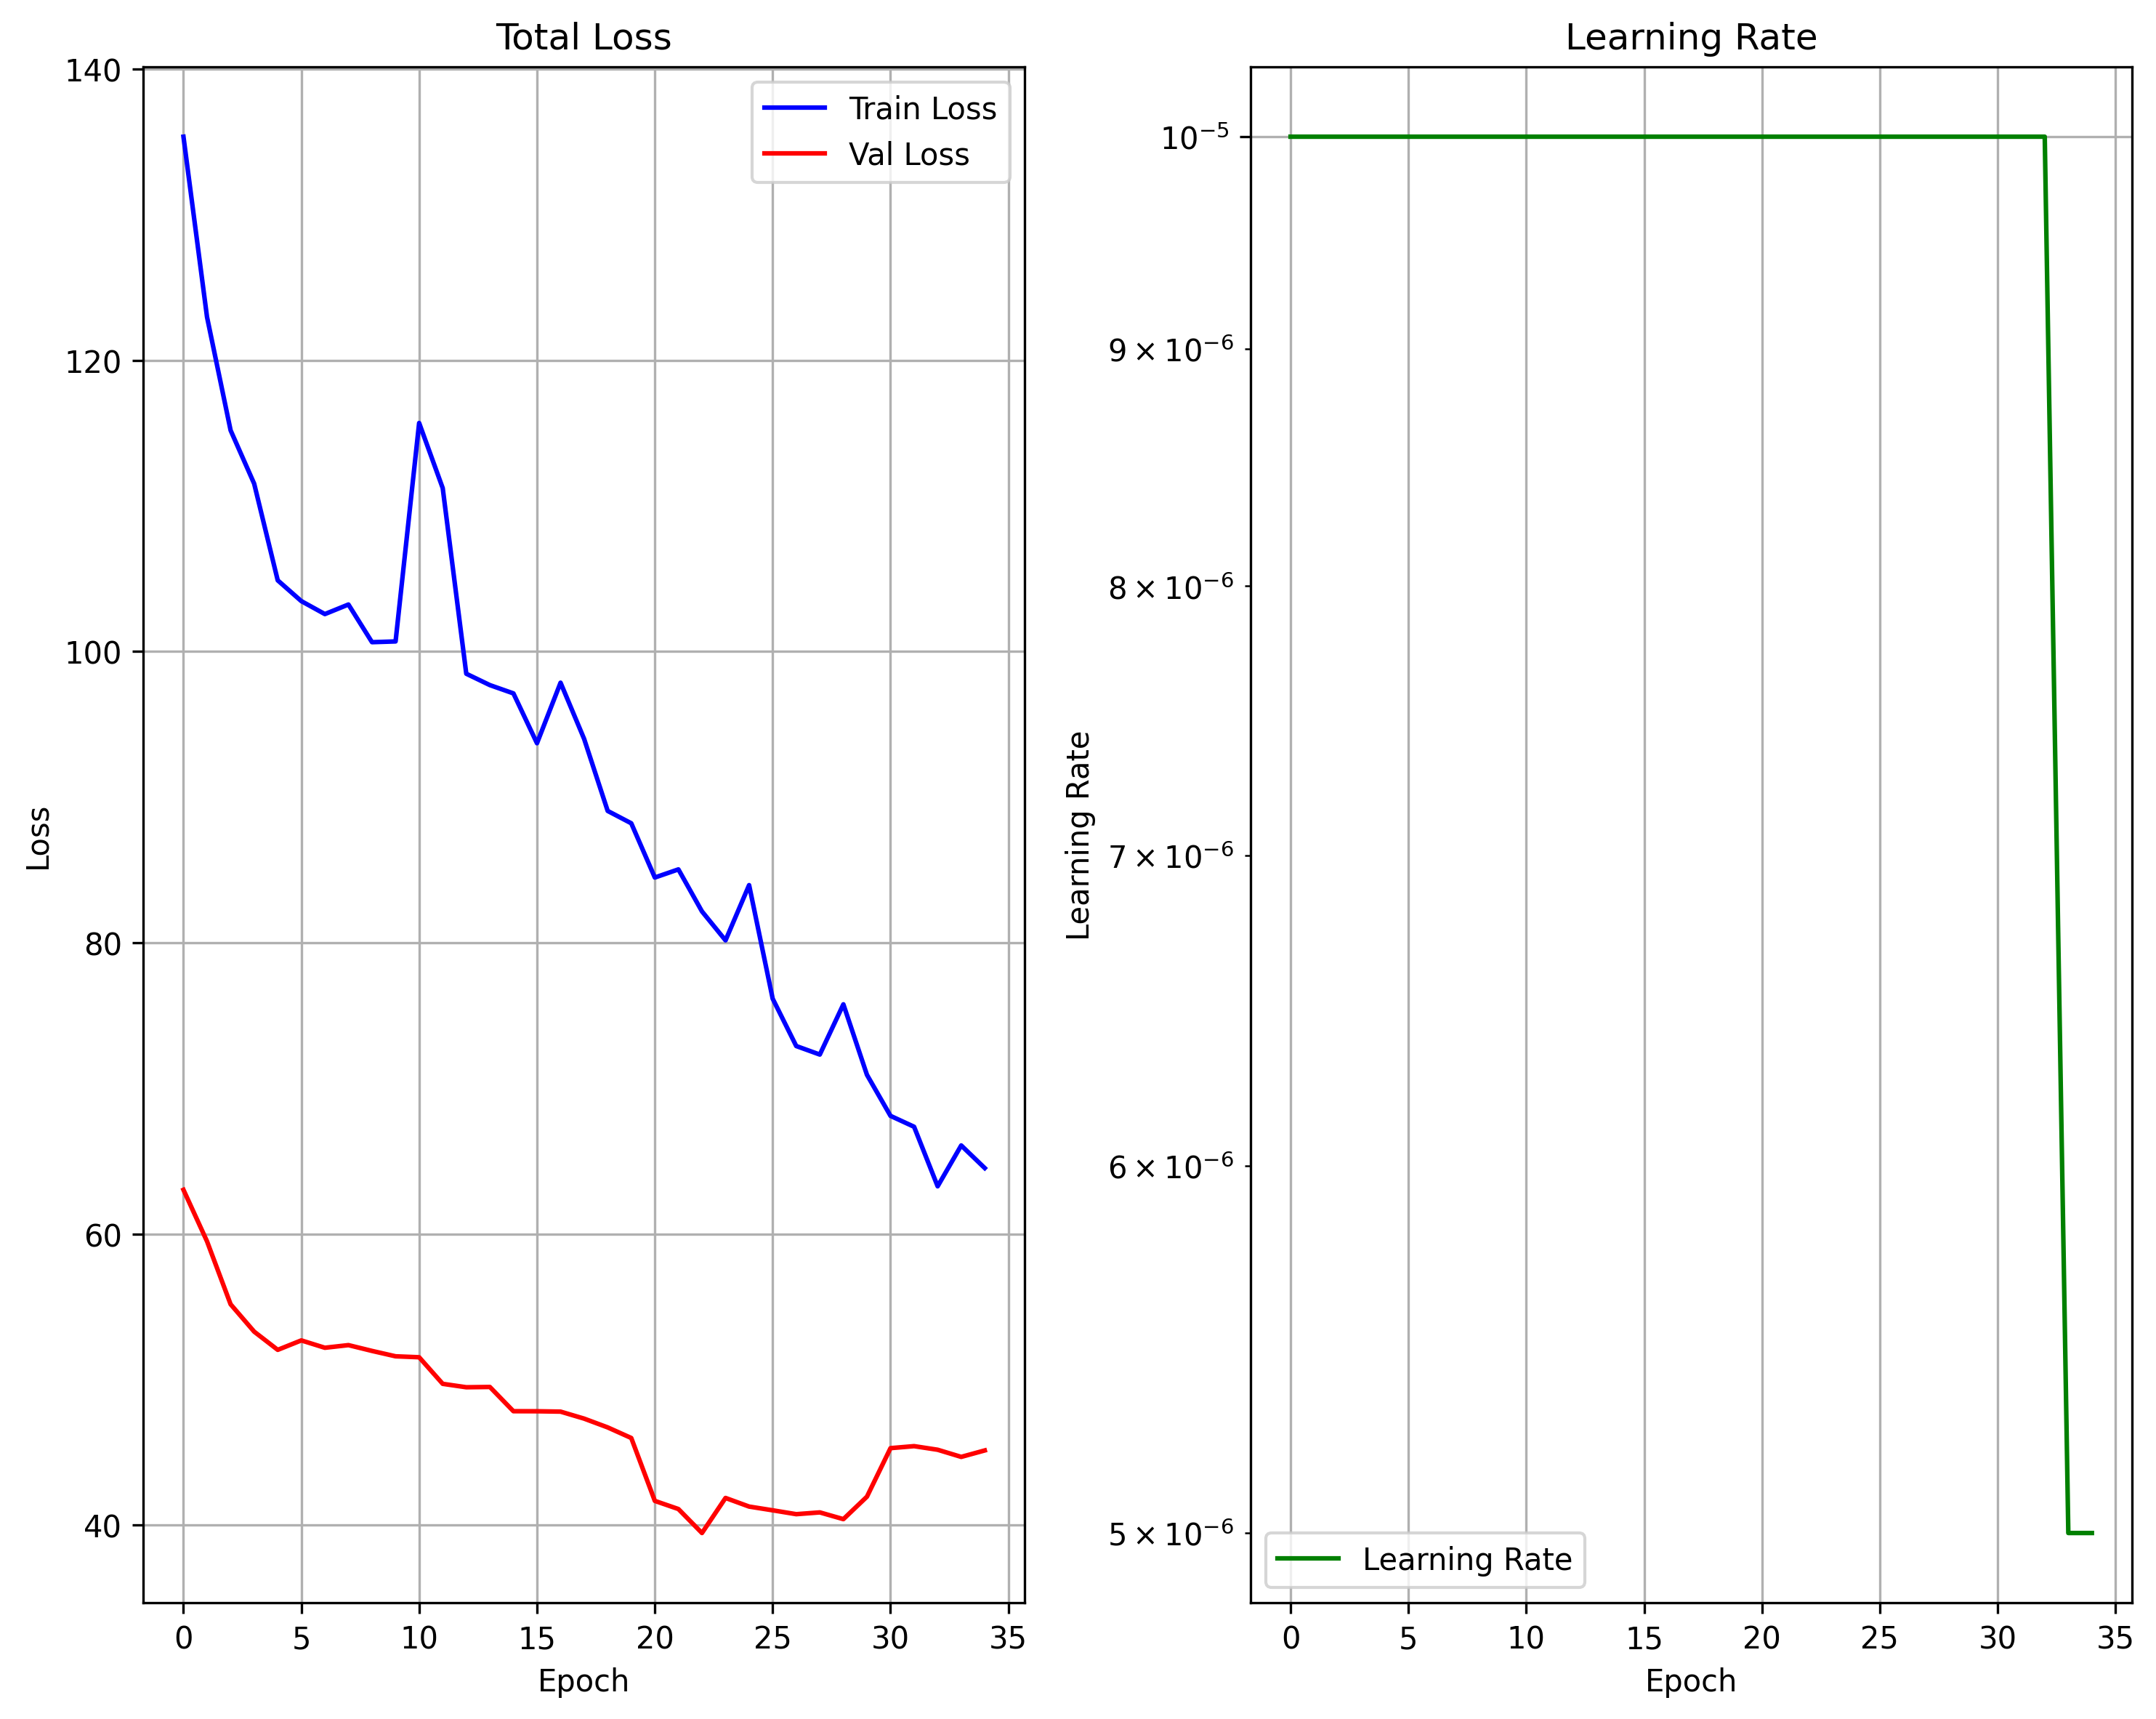 Total Loss
140
120
100
80
60
40
Loss
Train Loss
Val Loss
0 5 10 15 20 25 30 35
Epoch
Learning Rate
10⁻⁵
9 × 10⁻⁶
8 × 10⁻⁶
7 × 10⁻⁶
6 × 10⁻⁶
5 × 10⁻⁶
Learning Rate
Learning Rate
0 5 10 15 20 25 30 35
Epoch